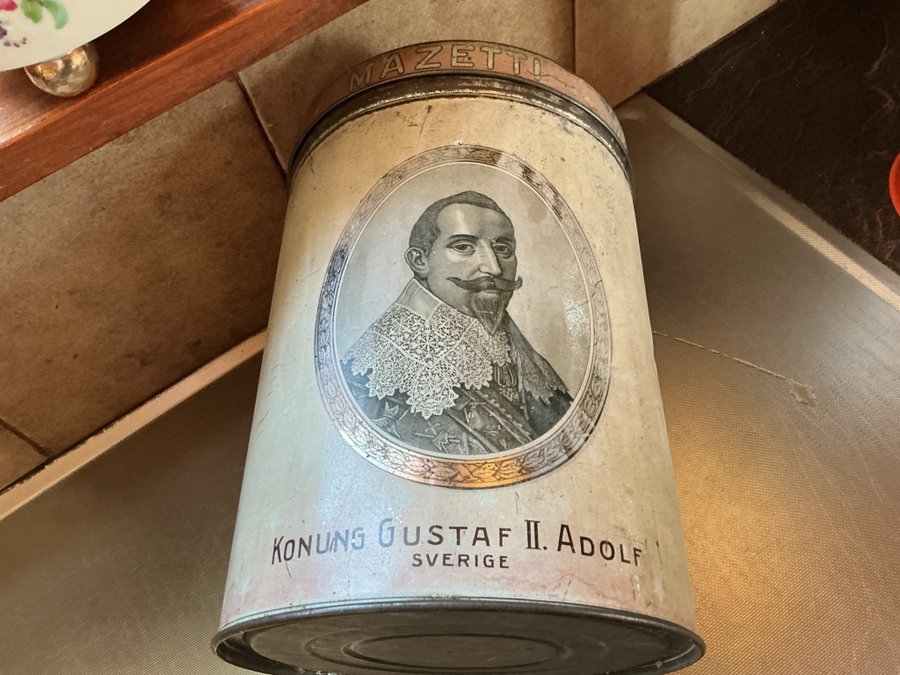 MAZETTI
KONUNG GUSTAF II. ADOLF
SVERIGE